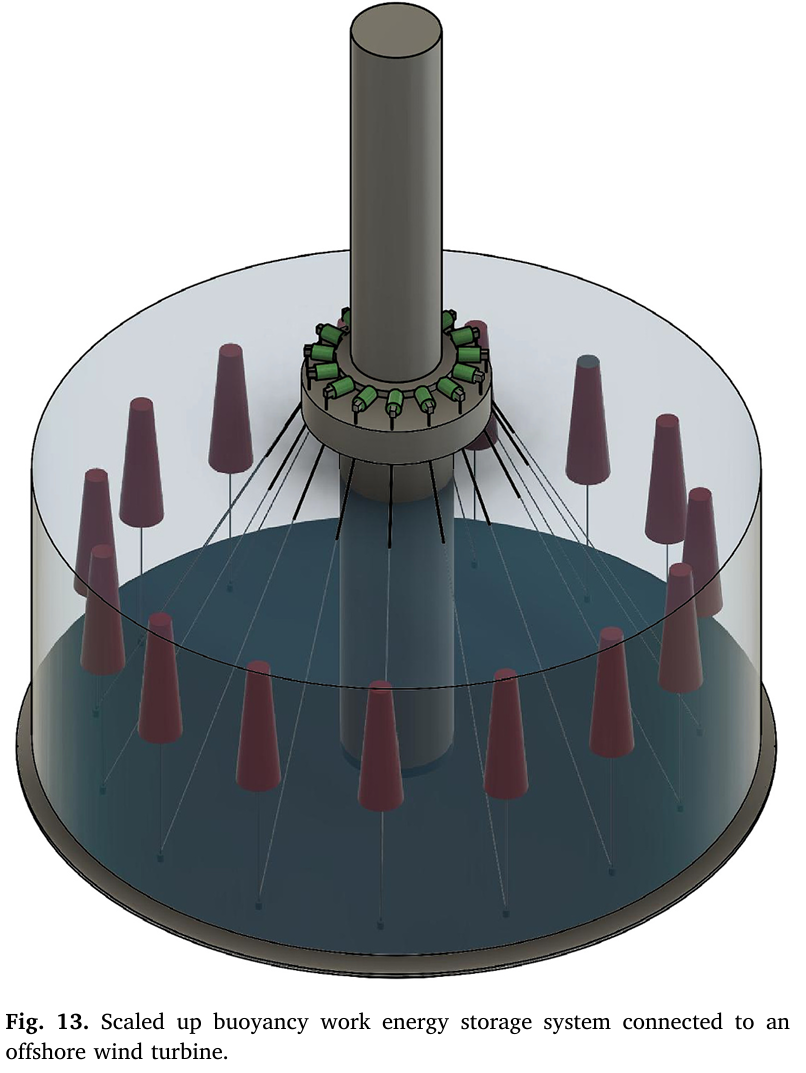 Fig. 13. Scaled up buoyancy work energy storage system connected to an
offshore wind turbine.